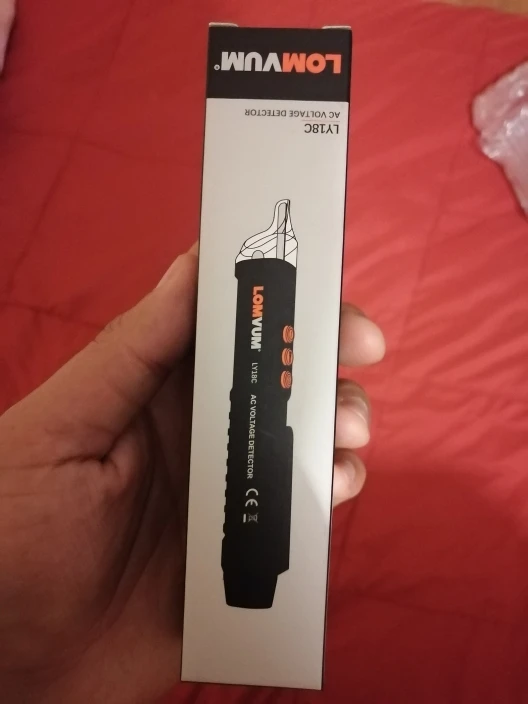 LOMVUM®
LY18C
AC VOLTAGE DETECTOR
LOMVUM®
LY18C
AC VOLTAGE DETECTOR
CE